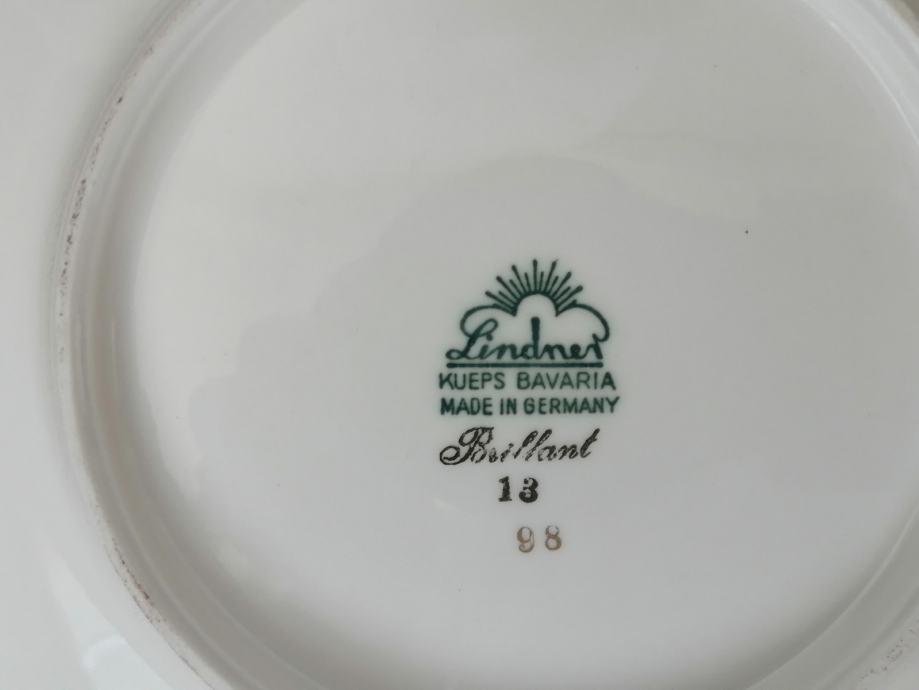 Lindner
KUEPS BAVARIA
MADE IN GERMANY
Brillant
13
98